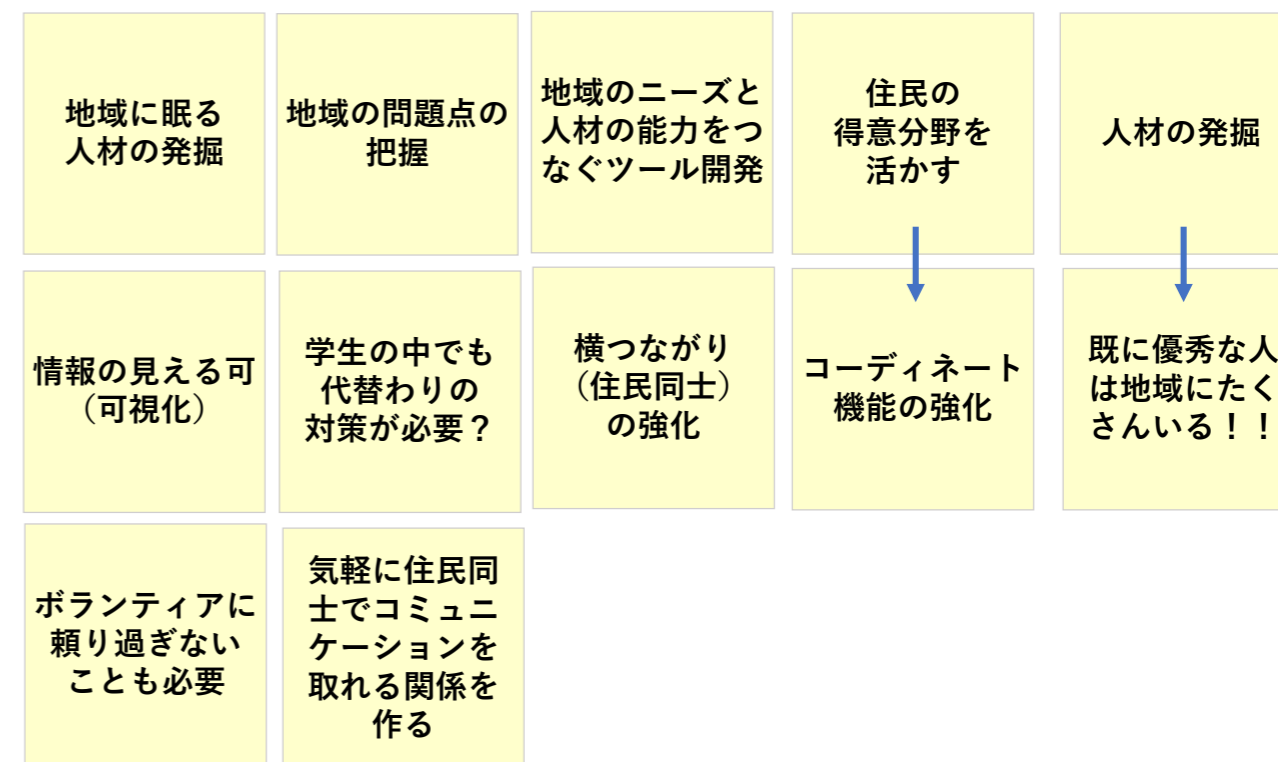 地域に眠る
人材の発掘
地域の問題点の
把握
地域のニーズと
人材の能力をつ
なぐツール開発
住民の
得意分野を
活かす
人材の発掘
情報の見える可
（可視化）
学生の中でも
代替わりの
対策が必要？
横つながり
（住民同士）
の強化
コーディネート
機能の強化
既に優秀な人
は地域にたく
さんいる！！
ボランティアに
頼り過ぎない
ことも必要
気軽に住民同
士でコミュニ
ケーションを
取れる関係を
作る